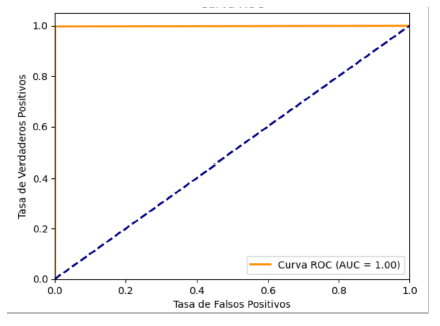 Tasa de Verdaderos Positivos
1.0
0.8
0.6
0.4
0.2
0.0
Curva ROC (AUC = 1.00)
0.0 0.2 0.4 0.6 0.8 1.0
Tasa de Falsos Positivos